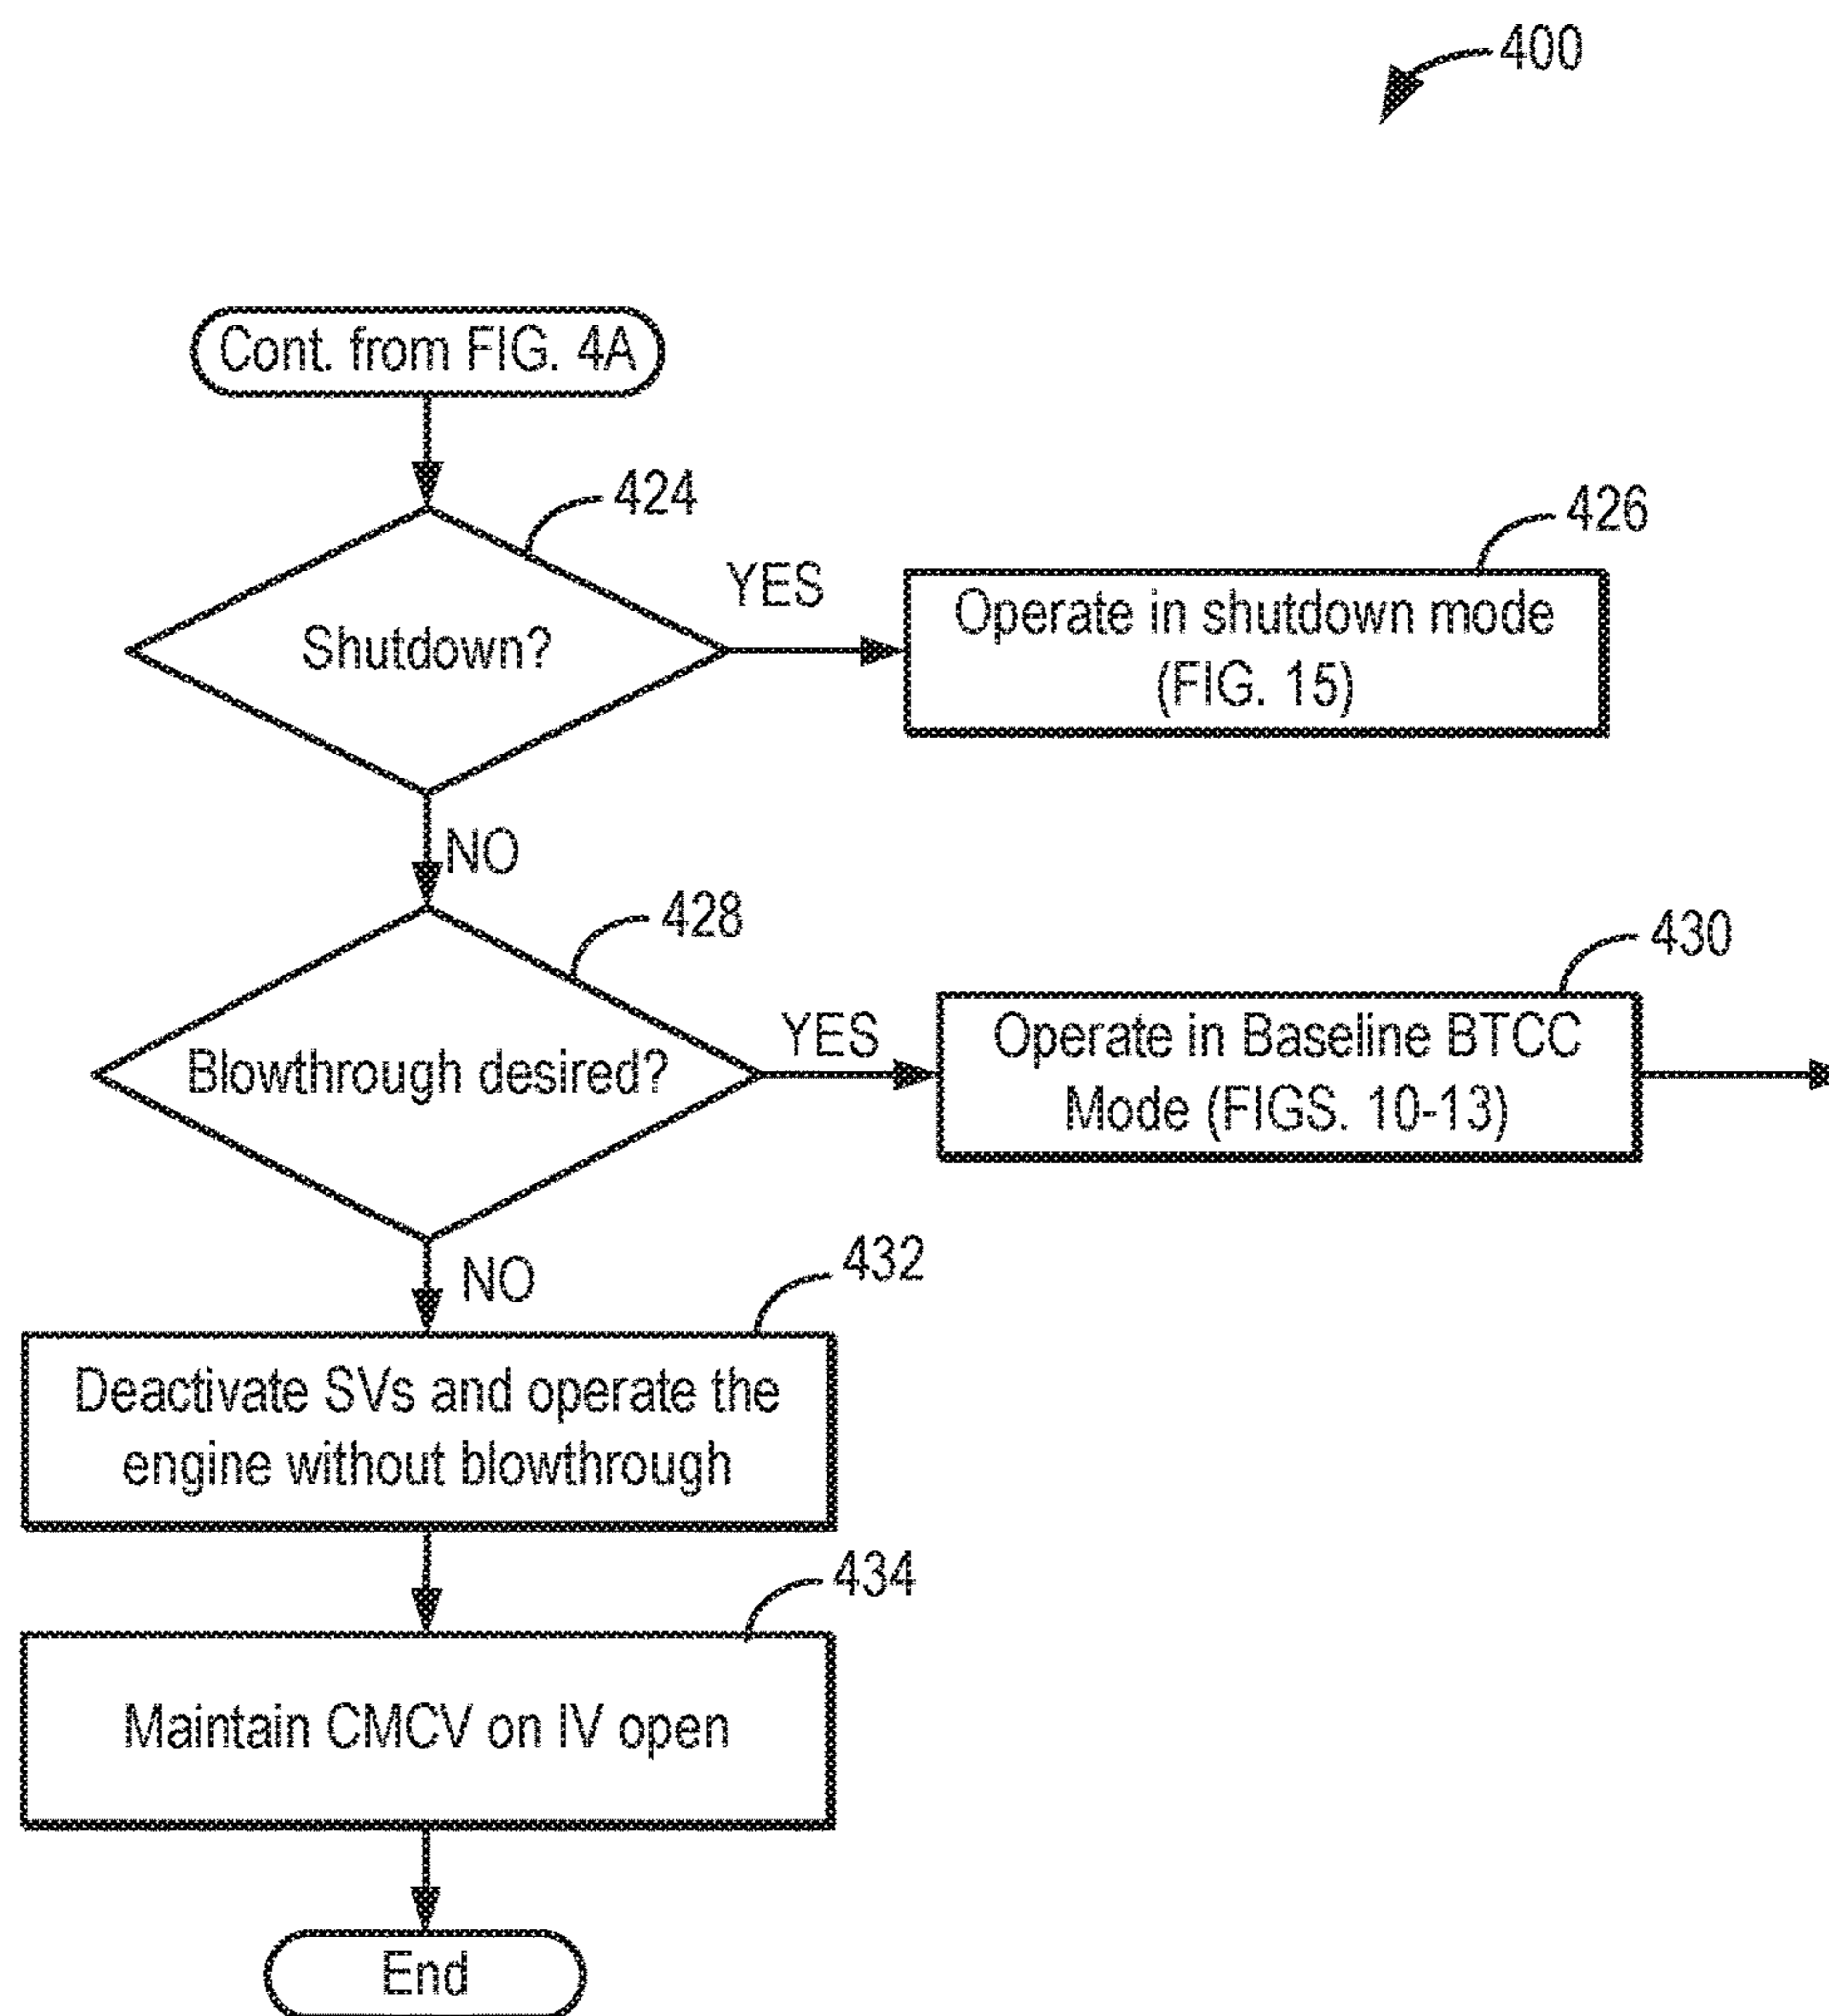 400
Cont. from FIG. 4A
424
Shutdown?
YES
426
Operate in shutdown mode
(FIG. 15)
NO
428
Blowthrough desired?
YES
430
Operate in Baseline BTCC
Mode (FIGS. 10-13)
NO
432
Deactivate SVs and operate the
engine without blowthrough
434
Maintain CMCV on IV open
End